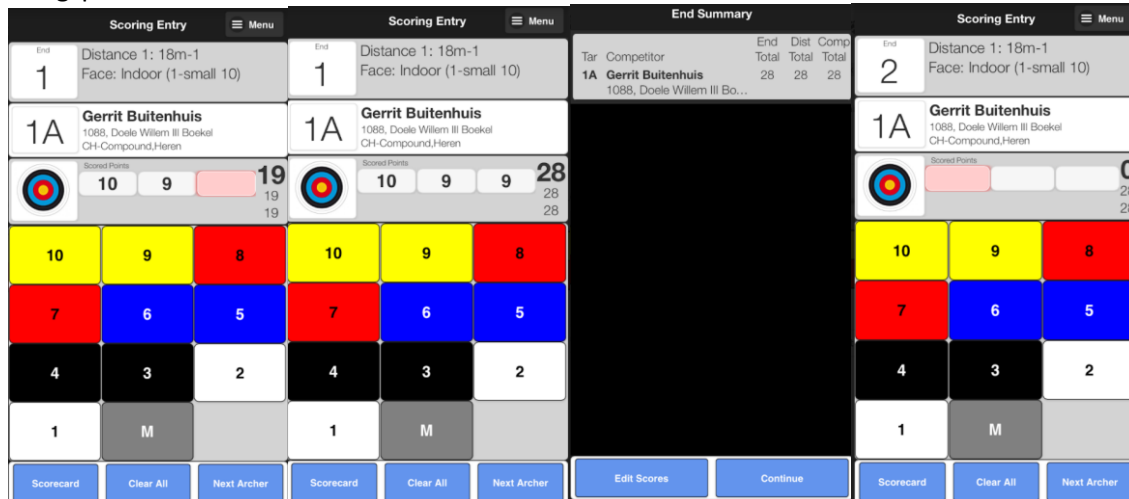 Scoring Entry
Menu
End
1
Distance 1: 18m-1
Face: Indoor (1-small 10)
1A
Gerrit Buitenhuis
1088, Doele Willem III Boekel
CH-Compound,Heren
Scored Points
10 9
19
19
19
10 9 8
7 6 5
4 3 2
1 M
Scorecard Clear All Next Archer
Scoring Entry
Menu
End
1
Distance 1: 18m-1
Face: Indoor (1-small 10)
1A
Gerrit Buitenhuis
1088, Doele Willem III Boekel
CH-Compound,Heren
Scored Points
10 9 9
28
28
28
10 9 8
7 6 5
4 3 2
1 M
Scorecard Clear All Next Archer
End Summary
End Dist Comp
Tar Competitor Total Total Total
1A Gerrit Buitenhuis 28 28 28
1088, Doele Willem III Bo...
Edit Scores Continue
Scoring Entry
Menu
End
2
Distance 1: 18m-1
Face: Indoor (1-small 10)
1A
Gerrit Buitenhuis
1088, Doele Willem III Boekel
CH-Compound,Heren
Scored Points
0
28
28
10 9 8
7 6 5
4 3 2
1 M
Scorecard Clear All Next Archer